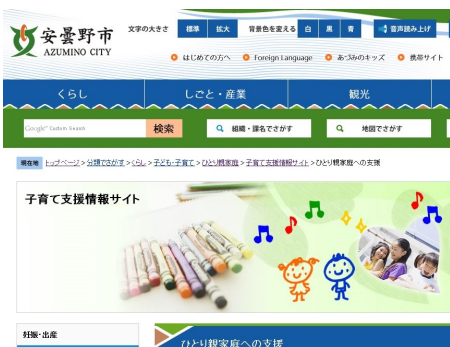 安曇野市
AZUMINO CITY
文字の大きさ 標準 拡大 背景色を変える 白 黒 青 音声読み上げ
はじめての方へ Foreign Language あづみのキッズ 携帯サイト
くらし しごと・産業 観光
Google Custom Search 検索 組織・課名でさがす 地図でさがす
現在地 トップページ > 分類でさがす > くらし > 子ども・子育て > ひとり親家庭 > 子育て支援情報サイト > ひとり親家庭への支援
子育て支援情報サイト
妊娠・出産
ひとり親家庭への支援